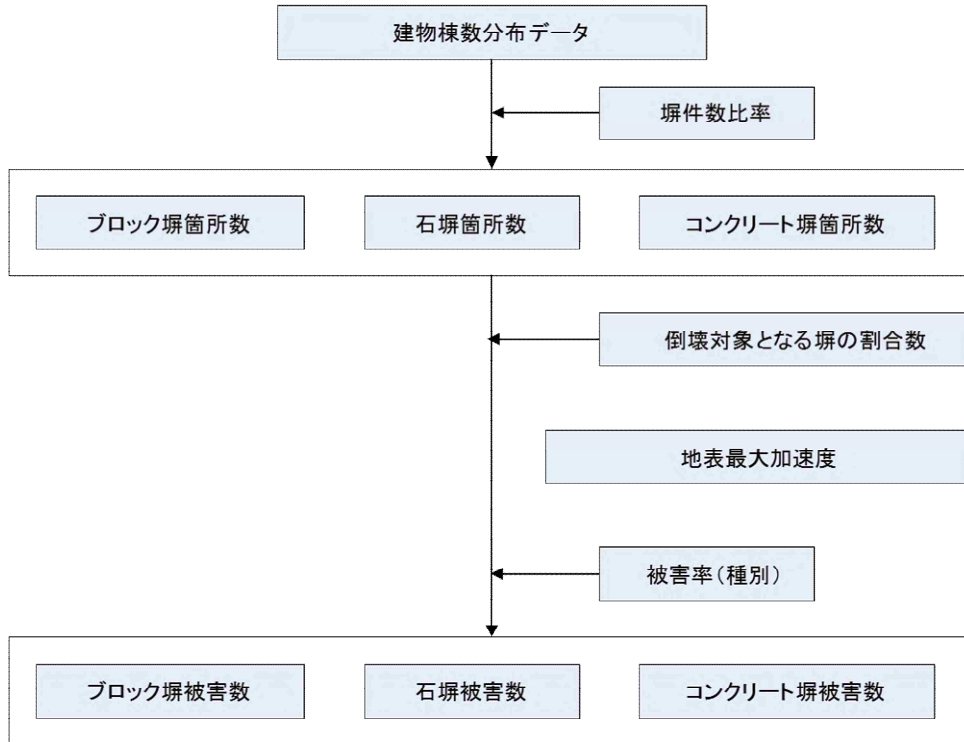 建物棟数分布データ
塀件数比率
ブロック塀箇所数
石塀箇所数
コンクリート塀箇所数
倒壊対象となる塀の割合数
地表最大加速度
被害率（種別）
ブロック塀被害数
石塀被害数
コンクリート塀被害数